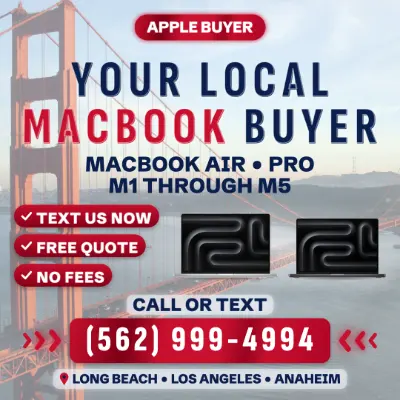 APPLE BUYER
YOUR LOCAL
MACBOOK BUYER
MACBOOK AIR • PRO
M1 THROUGH M5
✓ TEXT US NOW
✓ FREE QUOTE
✓ NO FEES
CALL OR TEXT
(562) 999-4994
LONG BEACH • LOS ANGELES • ANAHEIM